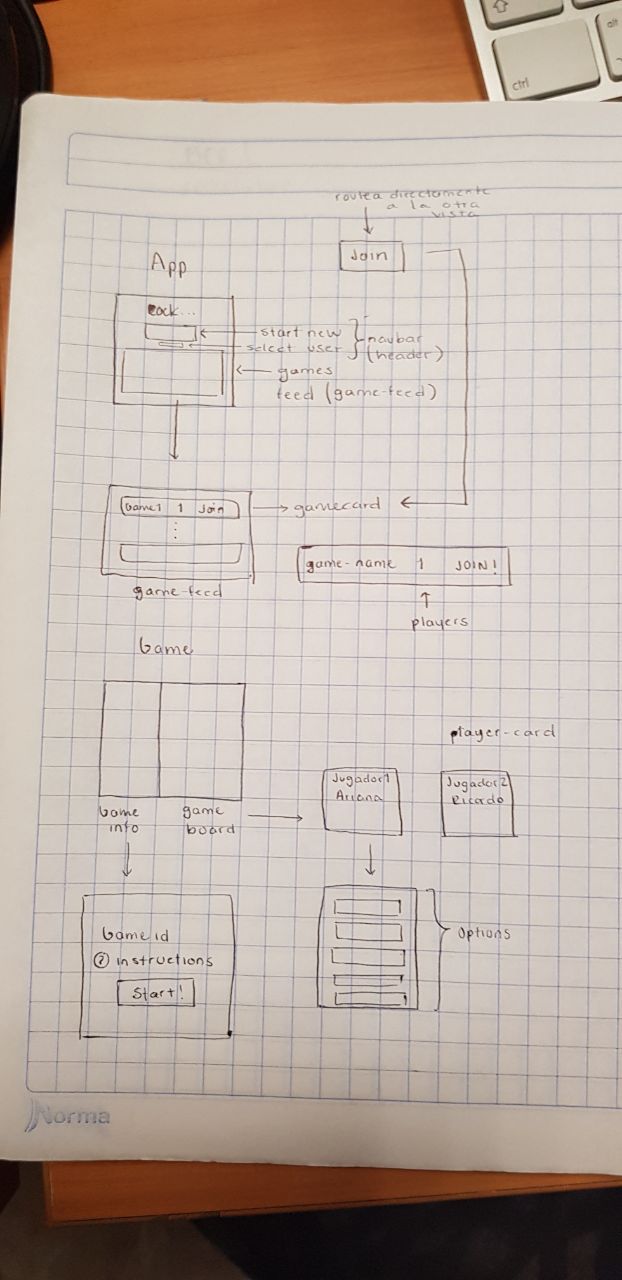 ctrl
alt
routea directamente
a la otra
vista
Join
App
Rock...
start new
select user
navbar
(header)
games
feed (game-feed)
Game1 1 Join
gamecard
game-feed
game-name 1 JOIN!
players
Game
player-card
Jugador1
Ariana
Jugador2
Ricado
Game
info
game
board
Game id
? instructions
Start!
Options
Norma